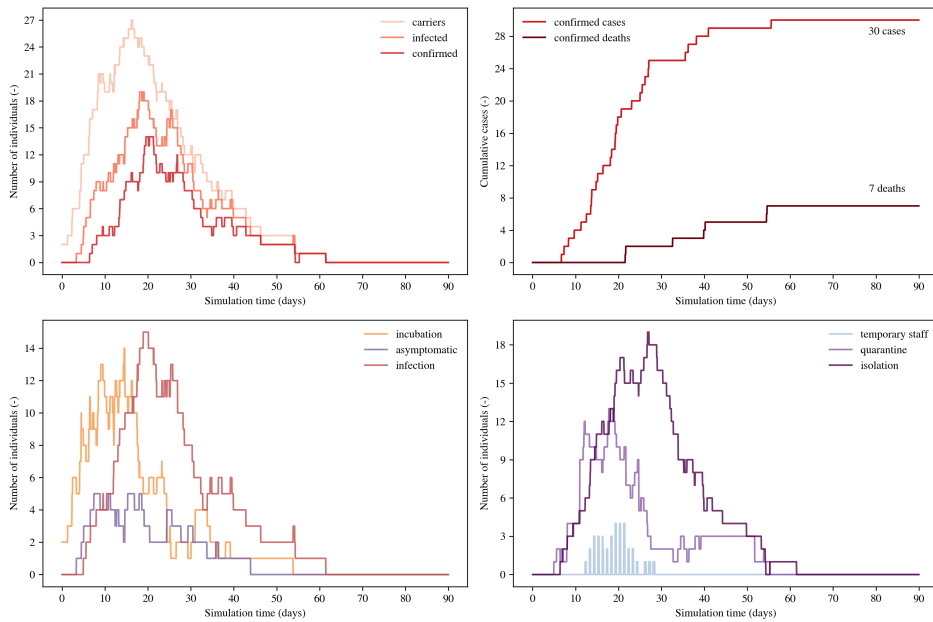 27
24
21
18
15
12
9
6
3
0
Number of individuals (-)
carriers
infected
confirmed
0 10 20 30 40 50 60 70 80 90
Simulation time (days)
28
24
20
16
12
8
4
0
Cumulative cases (-)
confirmed cases
confirmed deaths
30 cases
7 deaths
0 10 20 30 40 50 60 70 80 90
Simulation time (days)
14
12
10
8
6
4
2
0
Number of individuals (-)
incubation
asymptomatic
infection
0 10 20 30 40 50 60 70 80 90
Simulation time (days)
18
15
12
9
6
3
0
Number of individuals (-)
temporary staff
quarantine
isolation
0 10 20 30 40 50 60 70 80 90
Simulation time (days)